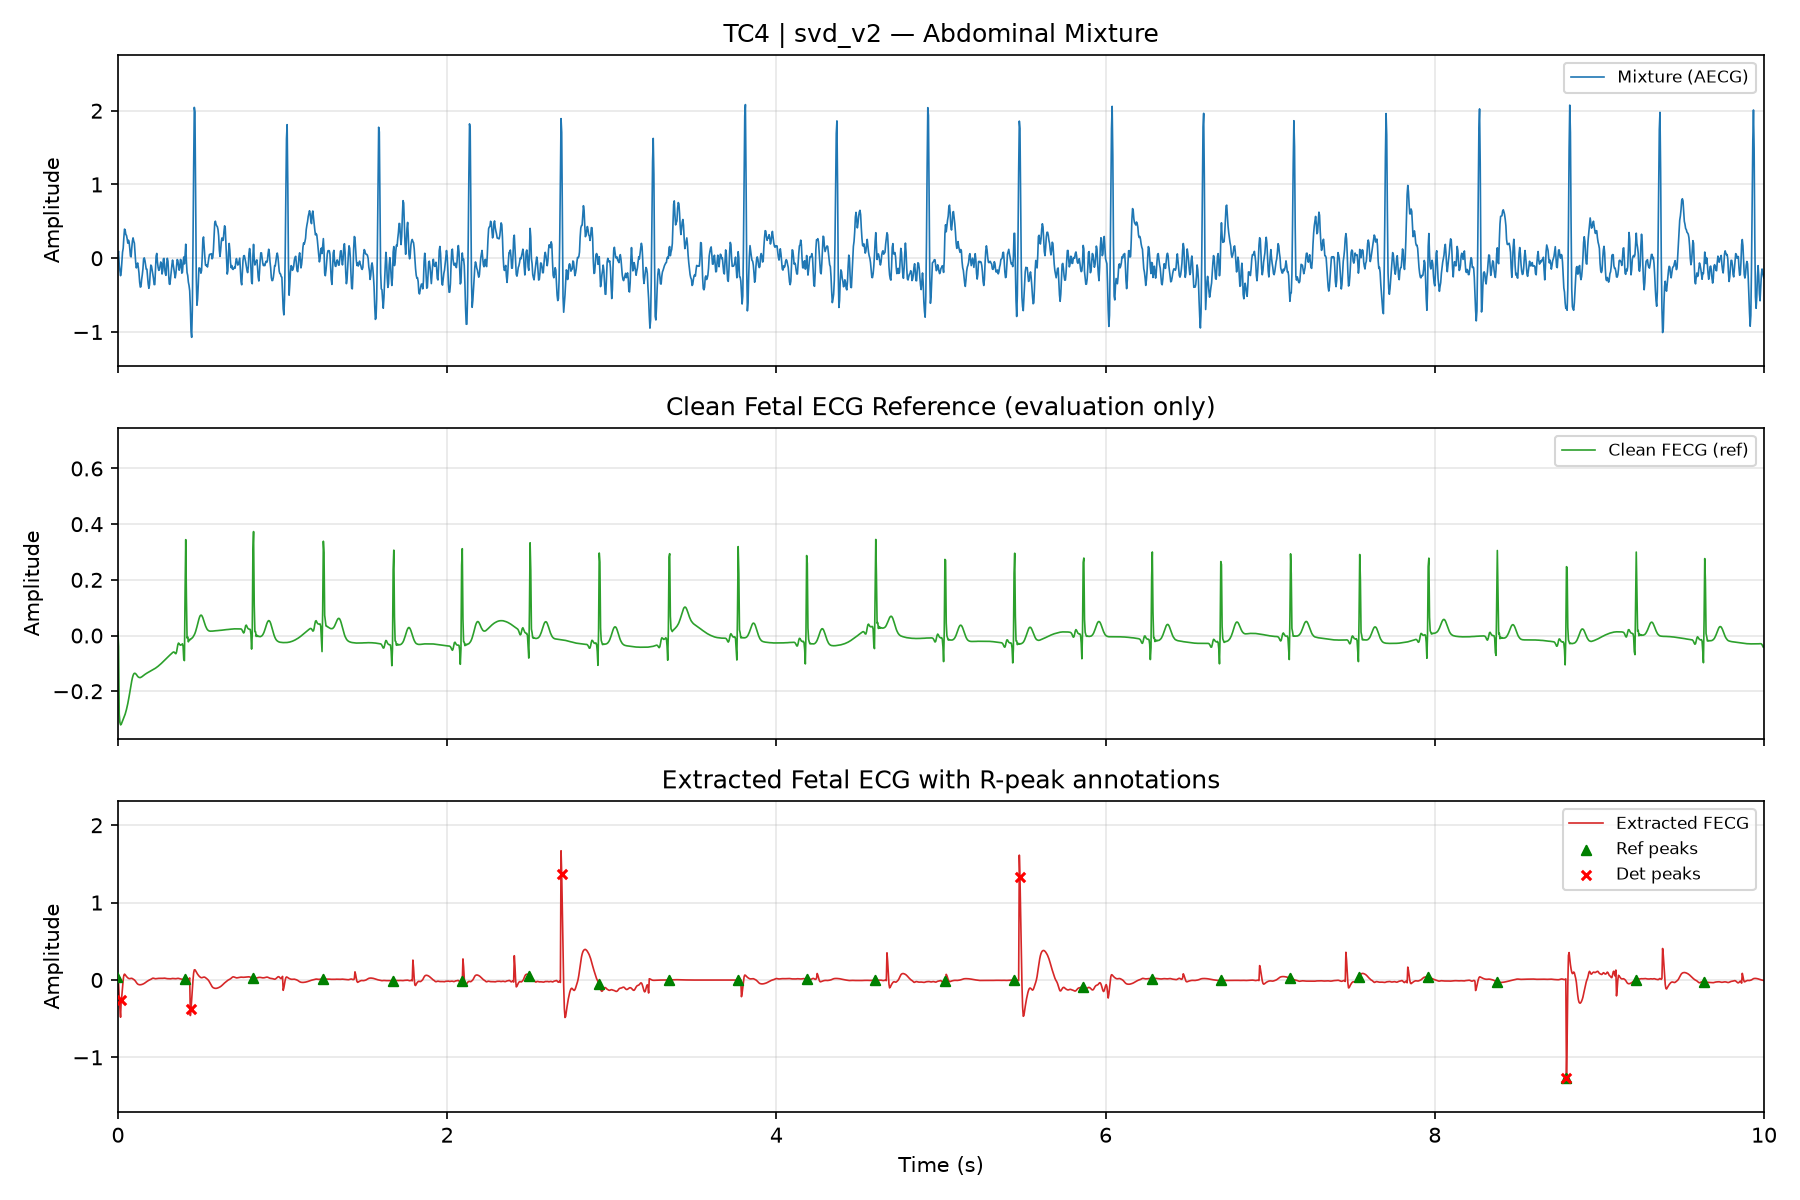 TC4 | svd_v2 — Abdominal Mixture
Mixture (AECG)
Amplitude
2
1
0
−1
Clean Fetal ECG Reference (evaluation only)
Clean FECG (ref)
Amplitude
0.6
0.4
0.2
0.0
−0.2
Extracted Fetal ECG with R-peak annotations
Extracted FECG
Ref peaks
Det peaks
Amplitude
2
1
0
−1
0 2 4 6 8 10
Time (s)